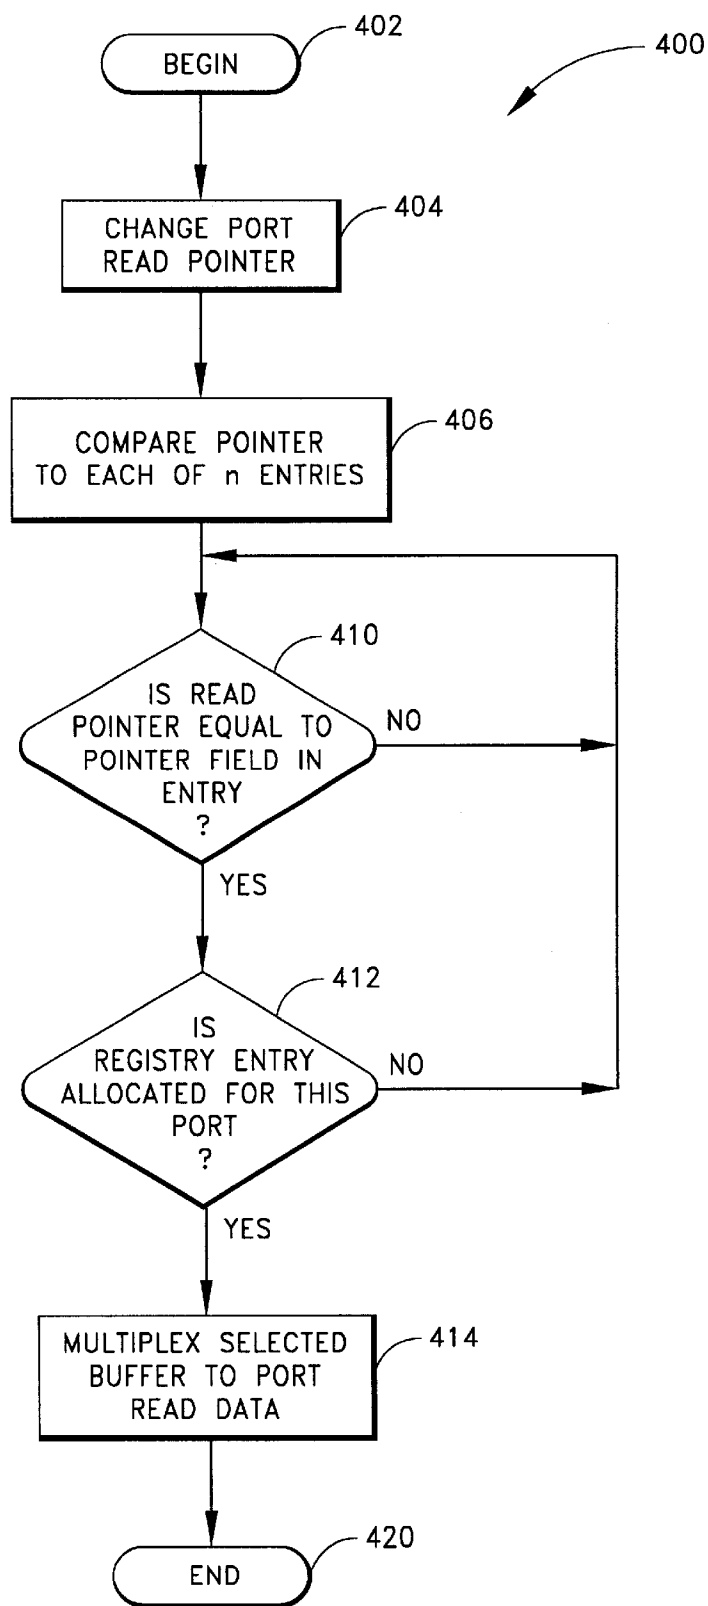 402
BEGIN
400
404
CHANGE PORT
READ POINTER
406
COMPARE POINTER
TO EACH OF n ENTRIES
410
IS READ
POINTER EQUAL TO
POINTER FIELD IN
ENTRY
?
NO
YES
412
IS
REGISTRY ENTRY
ALLOCATED FOR THIS
PORT
?
NO
YES
414
MULTIPLEX SELECTED
BUFFER TO PORT
READ DATA
420
END